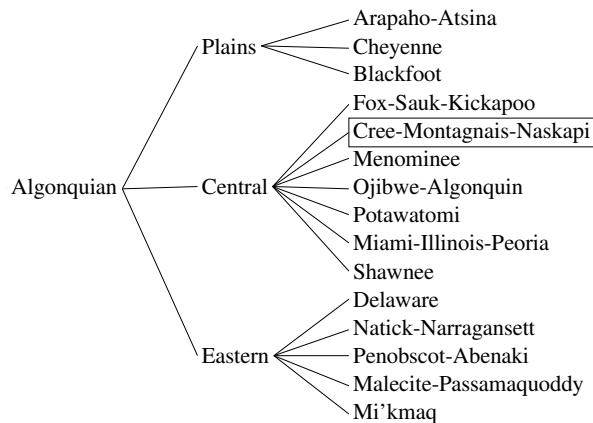 Arapaho-Atsina
Plains
Cheyenne
Blackfoot
Fox-Sauk-Kickapoo
Cree-Montagnais-Naskapi
Menominee
Algonquian
Central
Ojibwe-Algonquin
Potawatomi
Miami-Illinois-Peoria
Shawnee
Delaware
Natick-Narragansett
Eastern
Penobscot-Abenaki
Malecite-Passamaquoddy
Mi'kmaq